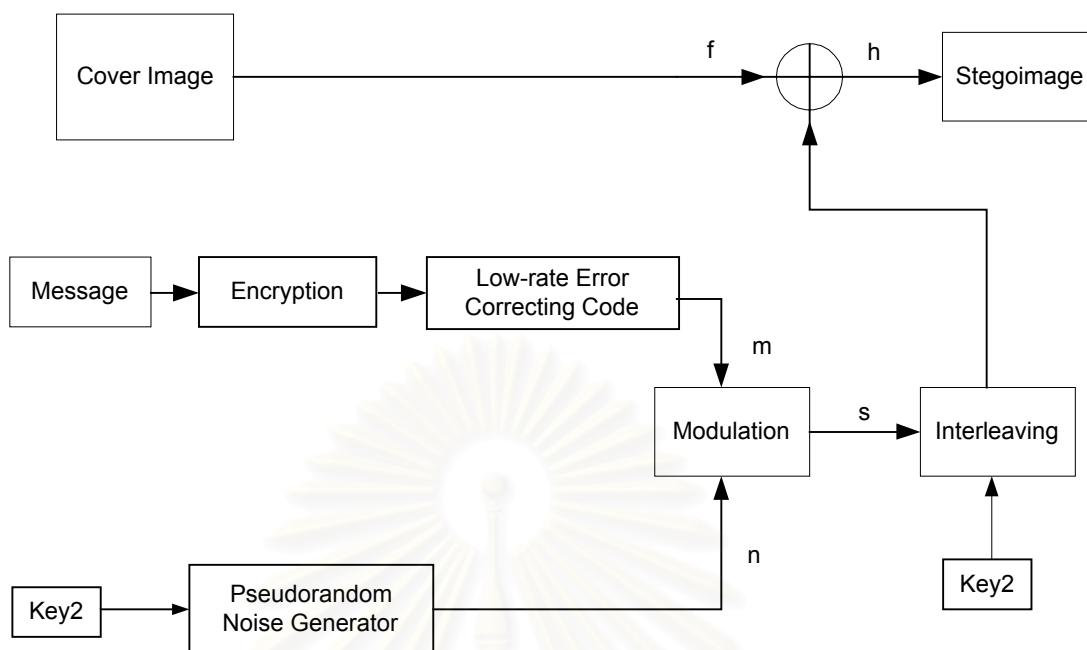 Cover Image
f
h
Stegoimage
Message
Encryption
Low-rate Error
Correcting Code
m
Modulation
s
Interleaving
n
Key2
Pseudorandom
Noise Generator
Key2